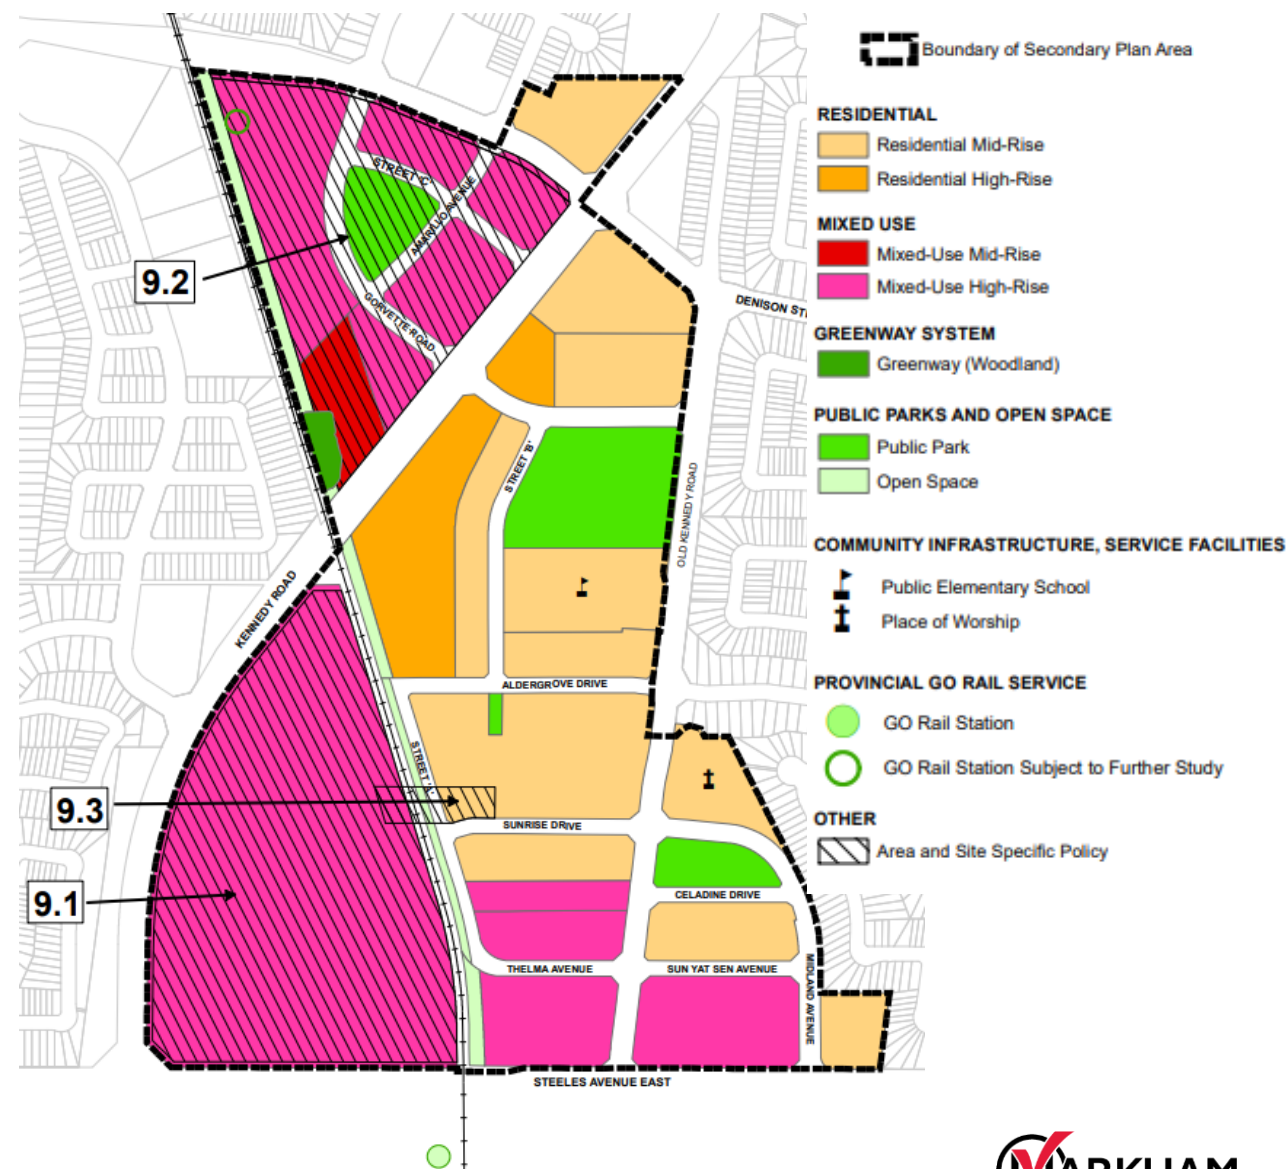 Boundary of Secondary Plan Area
RESIDENTIAL
Residential Mid-Rise
Residential High-Rise
MIXED USE
Mixed-Use Mid-Rise
Mixed-Use High-Rise
GREENWAY SYSTEM
Greenway (Woodland)
PUBLIC PARKS AND OPEN SPACE
Public Park
Open Space
COMMUNITY INFRASTRUCTURE, SERVICE FACILITIES
Public Elementary School
Place of Worship
PROVINCIAL GO RAIL SERVICE
GO Rail Station
GO Rail Station Subject to Further Study
OTHER
Area and Site Specific Policy
STREET 'C'
AMARILLO AVENUE
9.2
GORVETTE ROAD
DENISON ST
STREET 'B'
OLD KENNEDY ROAD
KENNEDY ROAD
ALDERGROVE DRIVE
STREET 'A'
9.3
SUNRISE DRIVE
9.1
CELADINE DRIVE
THELMA AVENUE
SUN YAT SEN AVENUE
MIDLAND AVENUE
STEELES AVENUE EAST
MARKHAM